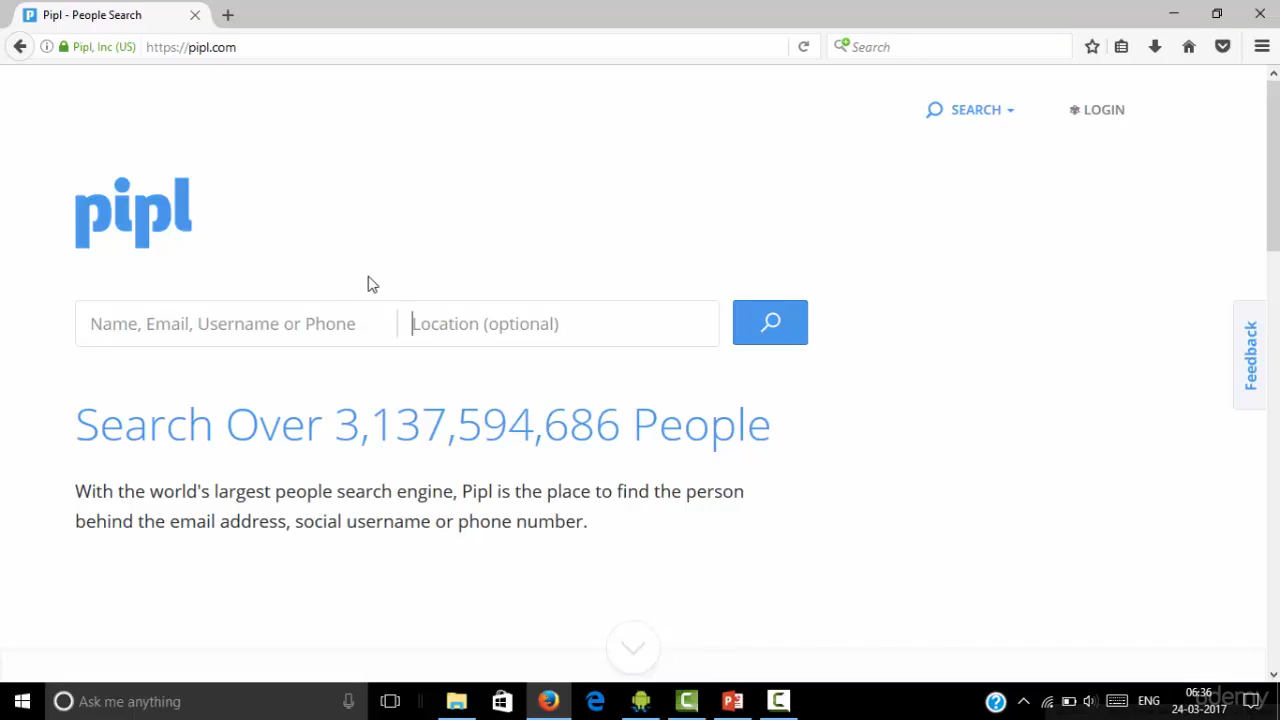 Pipl - People Search
Pipl, Inc (US)
https://pipl.com
Search
SEARCH
LOGIN
pipl
Name, Email, Username or Phone
Location (optional)
Feedback
Search Over 3,137,594,686 People
With the world's largest people search engine, Pipl is the place to find the person
behind the email address, social username or phone number.
Ask me anything
ENG
06:36
24-03-2017
udemy